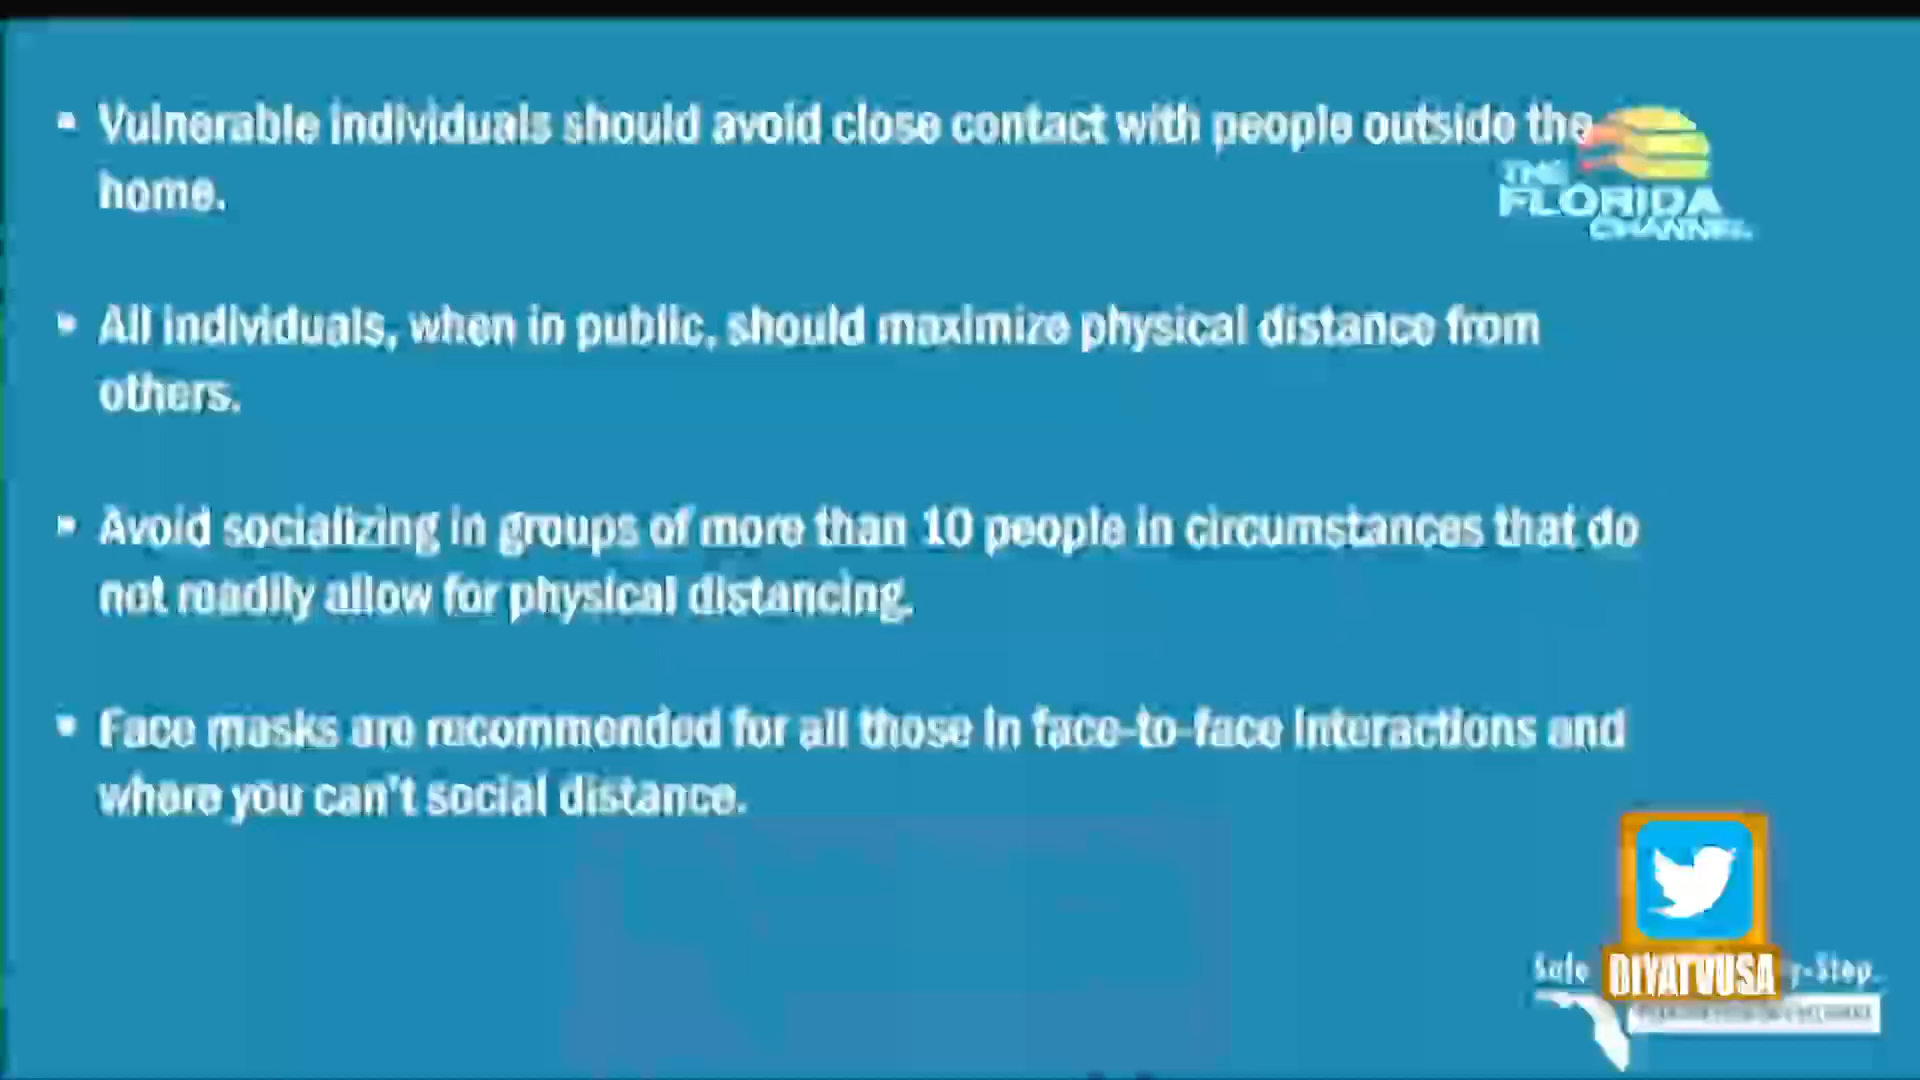 ▪ Vulnerable individuals should avoid close contact with people outside the
home.
THE
FLORIDA
CHANNEL
▪ All individuals, when in public, should maximize physical distance from
others.
▪ Avoid socializing in groups of more than 10 people in circumstances that do
not readily allow for physical distancing.
▪ Face masks are recommended for all those in face-to-face interactions and
where you can't social distance.
Safe
DIYATVUSA
y-Step.